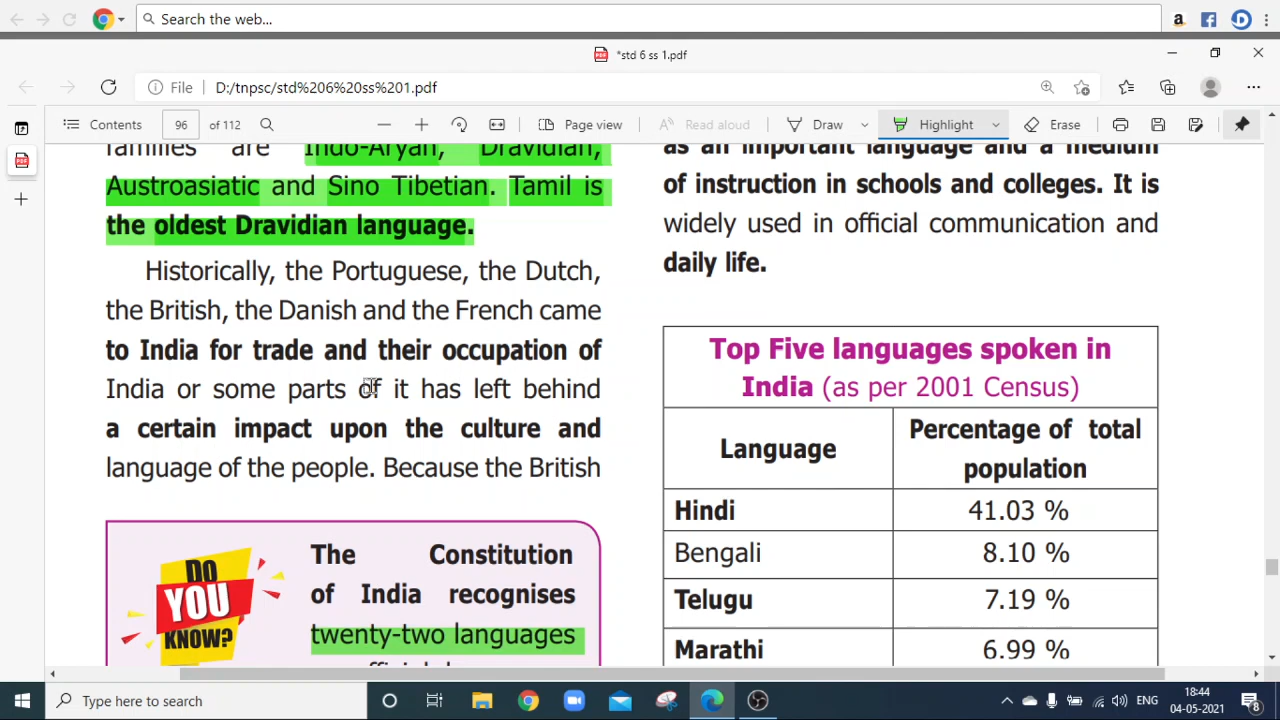 Search the web...
*std 6 ss 1.pdf
File D:/tnpsc/std%206%20ss%201.pdf
Contents 96 of 112 Page view Read aloud Draw Highlight Erase
families are Indo-Aryan, Dravidian,
Austroasiatic and Sino Tibetian. Tamil is
the oldest Dravidian language.
Historically, the Portuguese, the Dutch,
the British, the Danish and the French came
to India for trade and their occupation of
India or some parts of it has left behind
a certain impact upon the culture and
language of the people. Because the British
DO
YOU
KNOW?
The Constitution
of India recognises
twenty-two languages
as an important language and a medium
of instruction in schools and colleges. It is
widely used in official communication and
daily life.
Top Five languages spoken in
India (as per 2001 Census)
Language Percentage of total
population
Hindi 41.03 %
Bengali 8.10 %
Telugu 7.19 %
Marathi 6.99 %
Type here to search
ENG
18:44
04-05-2021
8